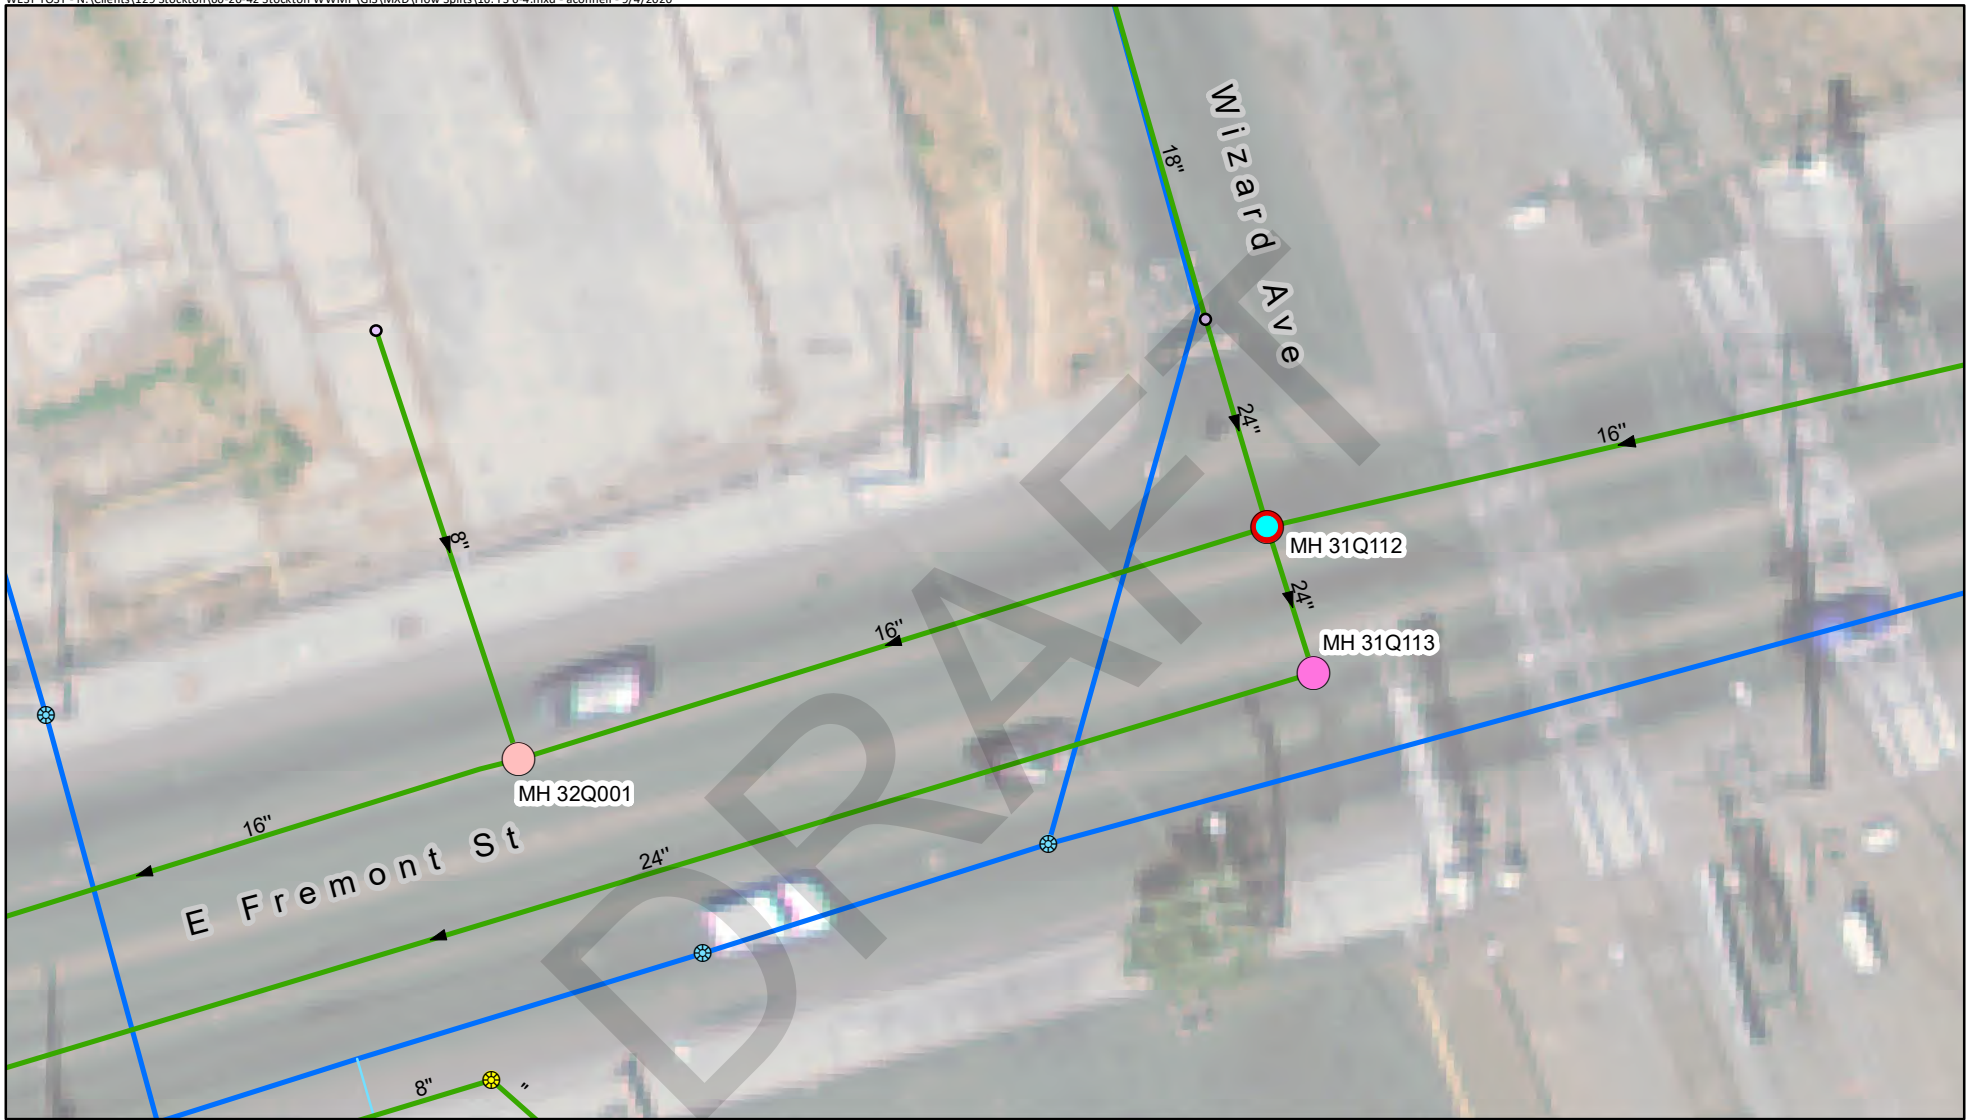 Wizard Ave
18"
24"
16"
MH 31Q112
24"
8"
16"
MH 31Q113
MH 32Q001
16"
E Fremont St
24"
8"
"
DRAFT